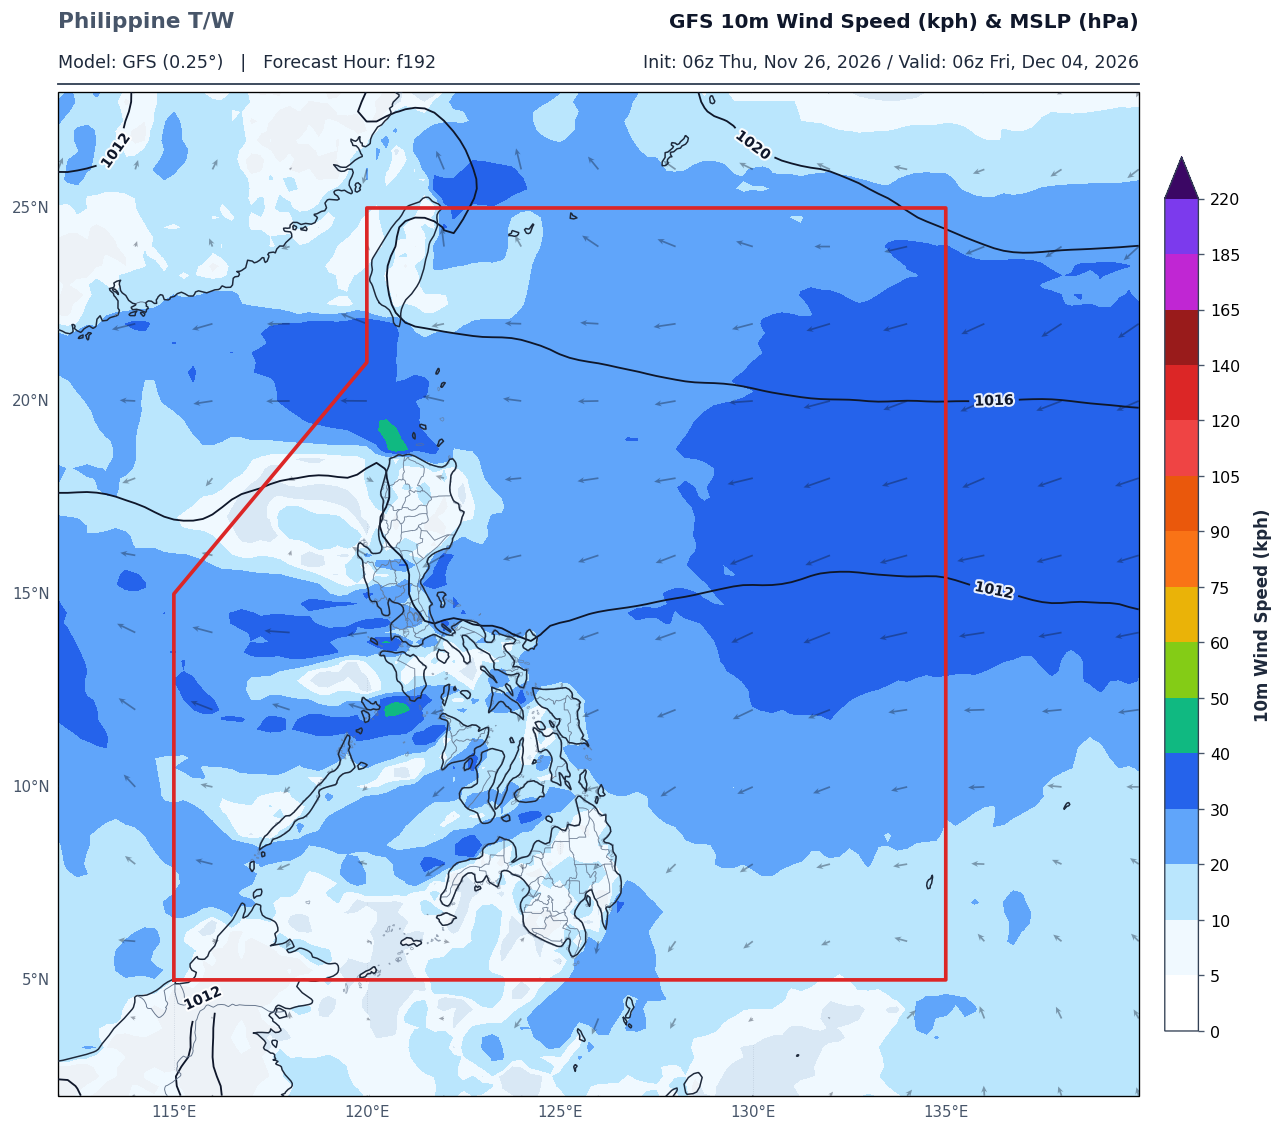 Philippine T/W
GFS 10m Wind Speed (kph) & MSLP (hPa)
Model: GFS (0.25°) | Forecast Hour: f192
Init: 06z Thu, Nov 26, 2026 / Valid: 06z Fri, Dec 04, 2026
1012
1020
1016
1012
1012
25°N
20°N
15°N
10°N
5°N
115°E
120°E
125°E
130°E
135°E
220
185
165
140
120
105
90
75
60
50
40
30
20
10
5
0
10m Wind Speed (kph)